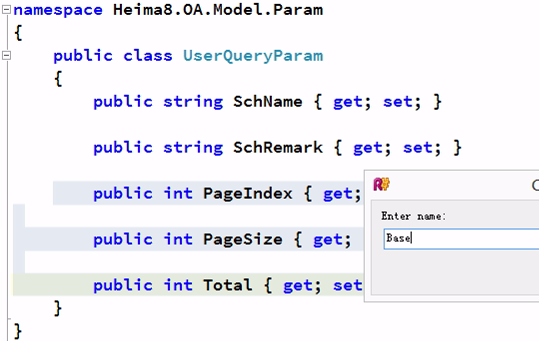 namespace Heima8.OA.Model.Param
{
public class UserQueryParam
{
public string SchName { get; set; }
public string SchRemark { get; set; }
public int PageIndex { get;
public int PageSize { get;
public int Total { get; set
}
}
R#
Enter name:
Base